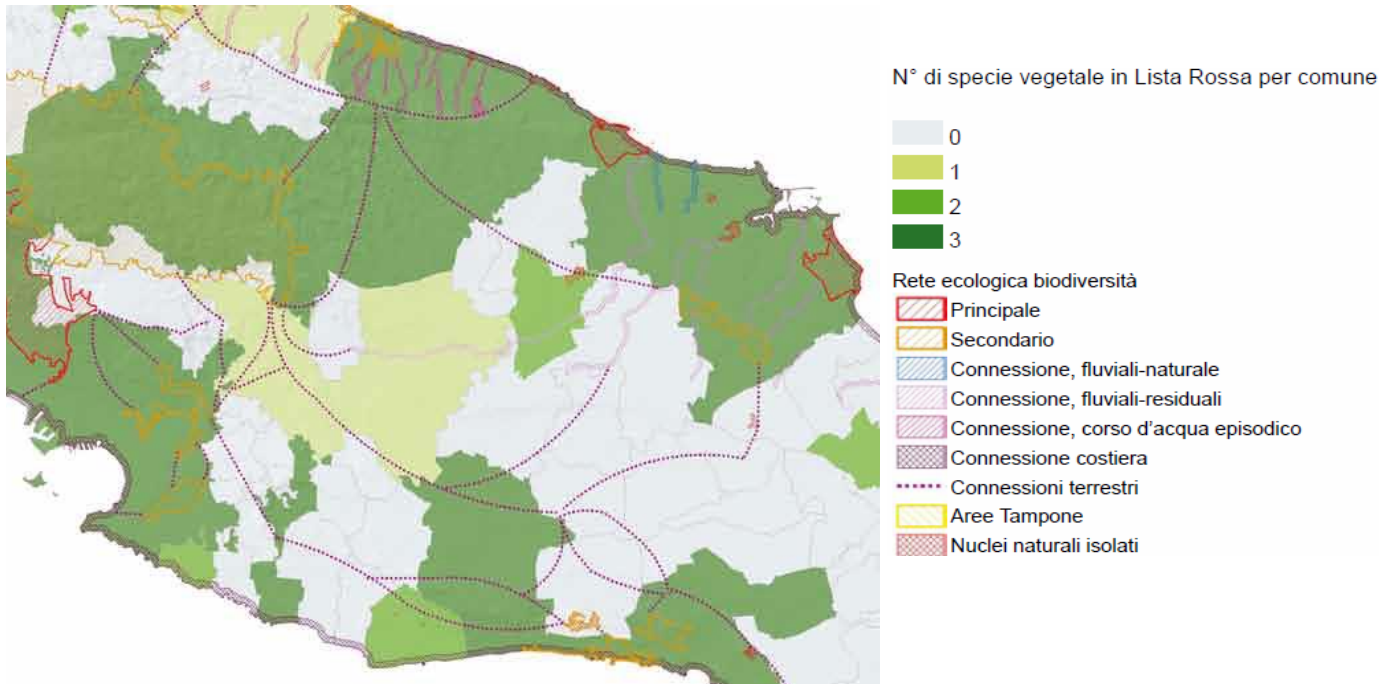 N° di specie vegetale in Lista Rossa per comune
0
1
2
3
Rete ecologica biodiversità
Principale
Secondario
Connessione, fluviali-naturale
Connessione, fluviali-residuali
Connessione, corso d'acqua episodico
Connessione costiera
Connessioni terrestri
Aree Tampone
Nuclei naturali isolati